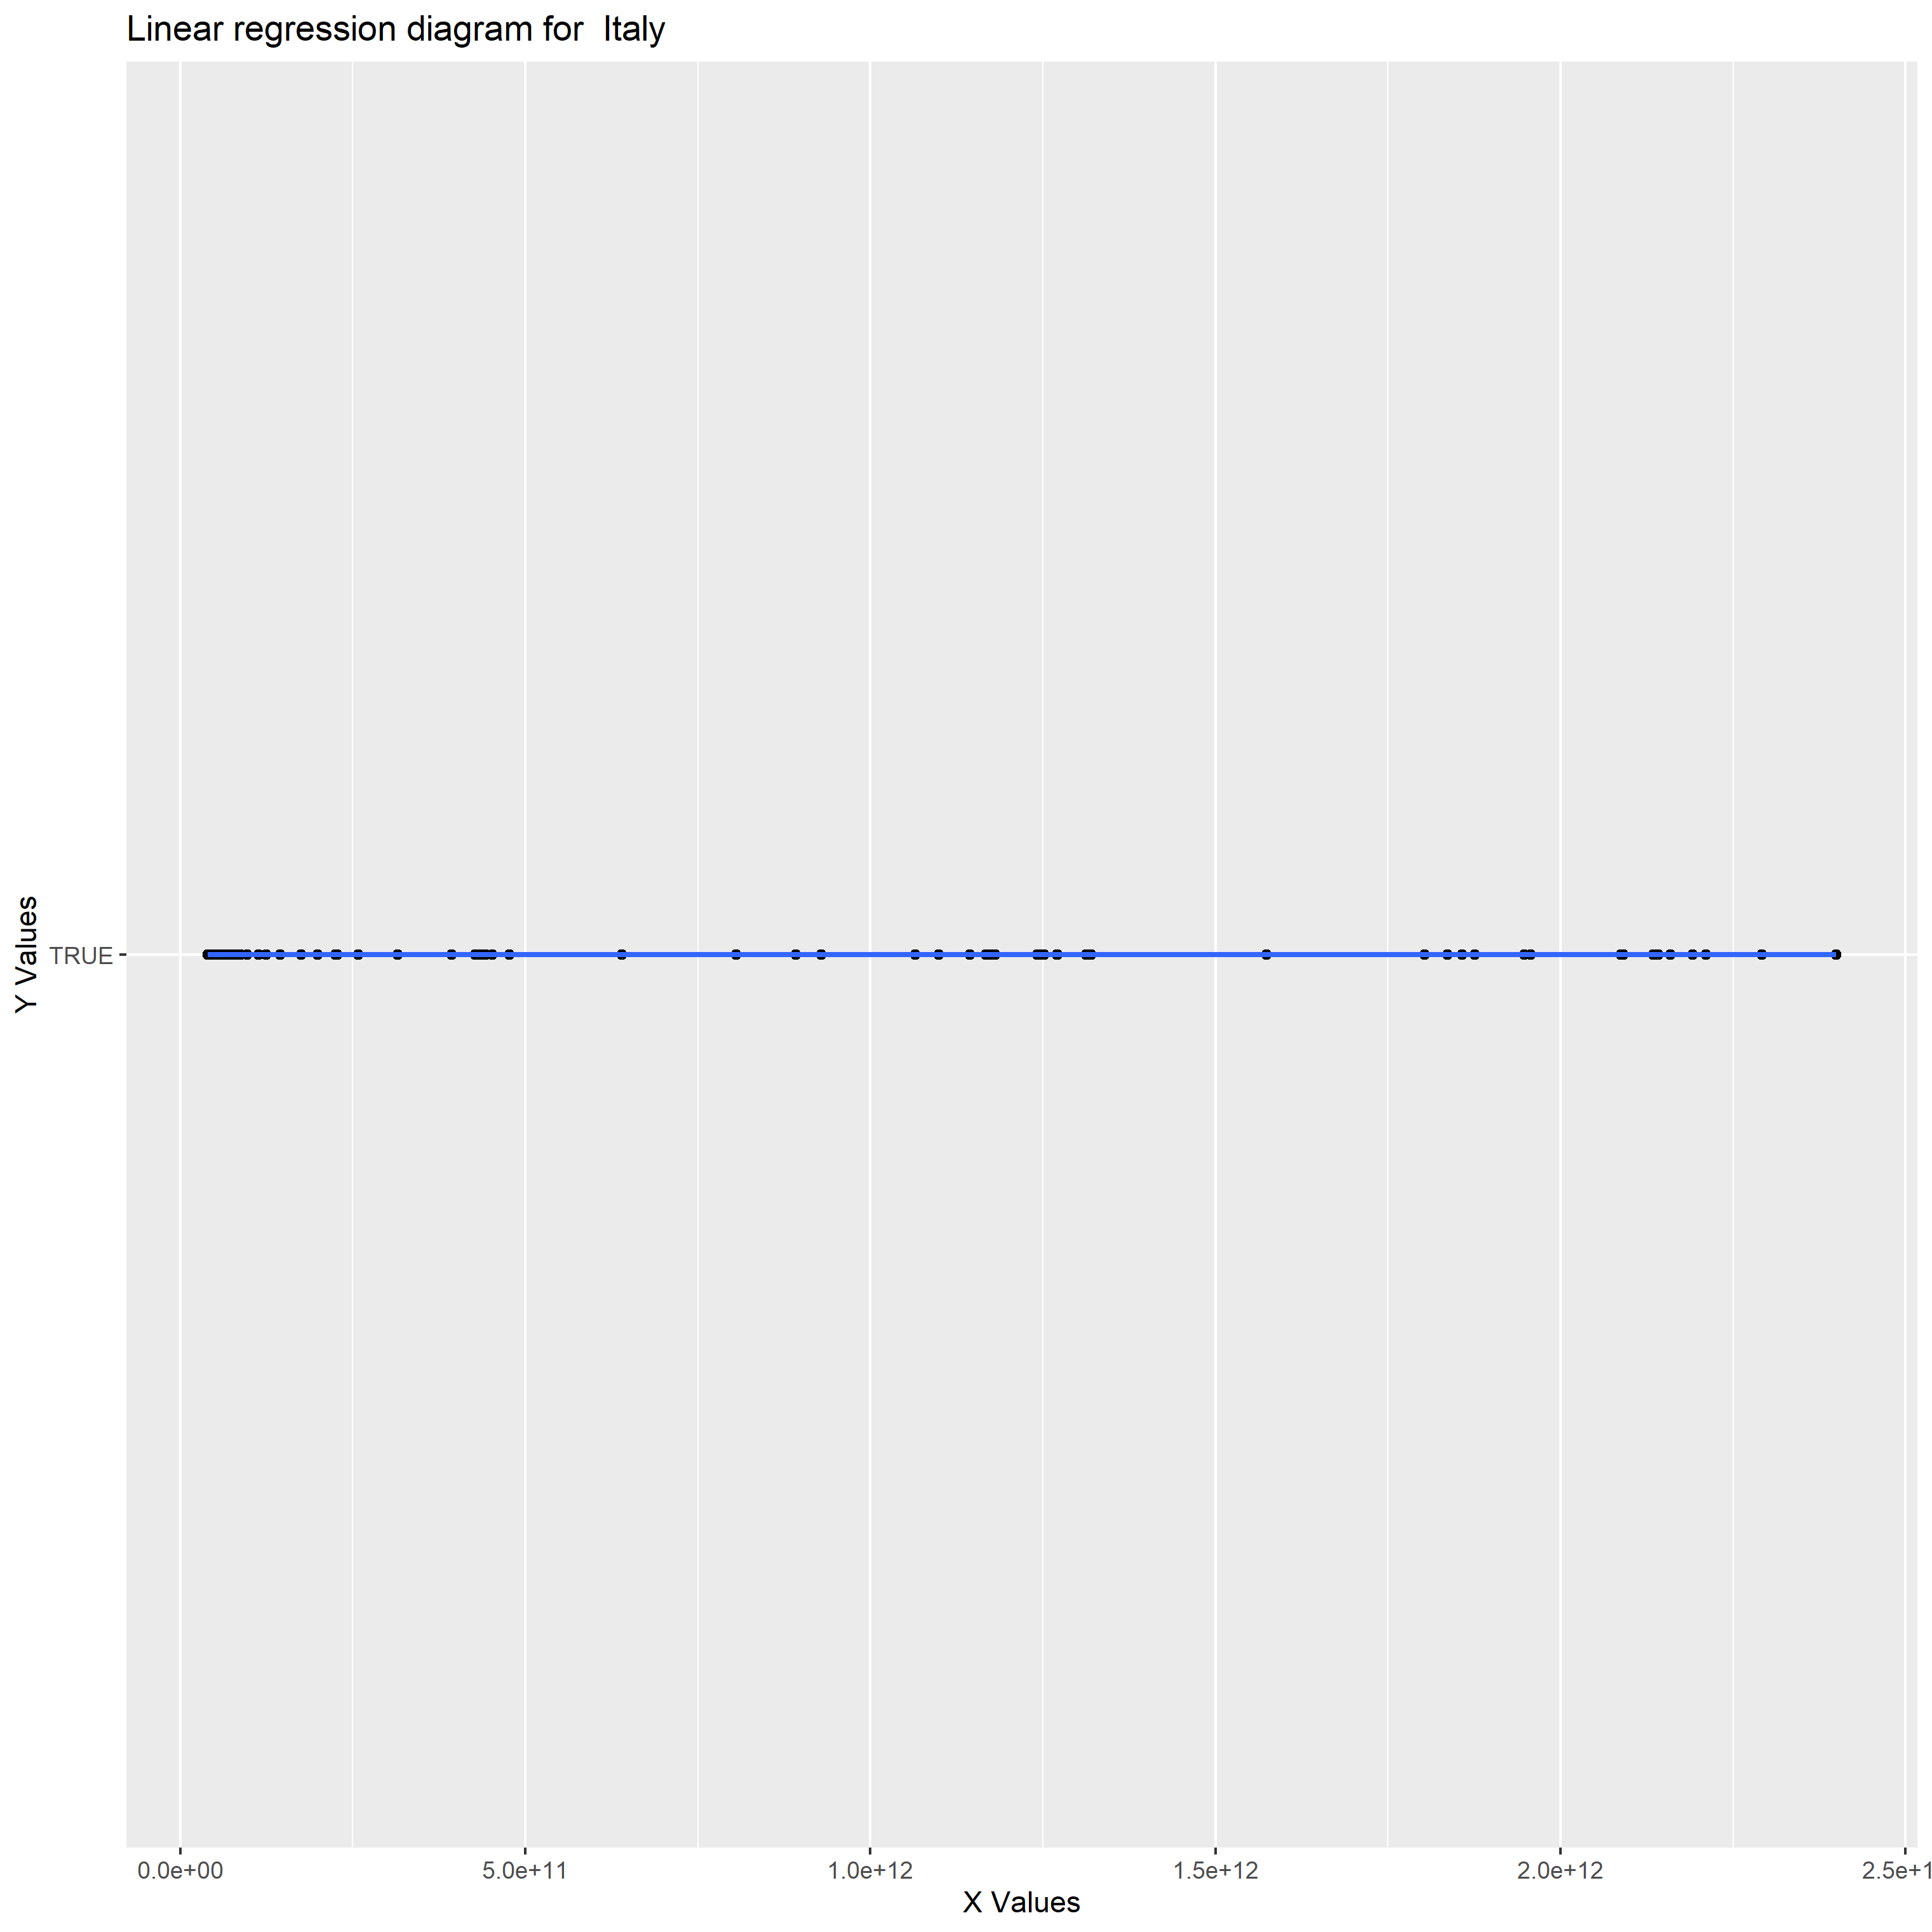 Linear regression diagram for  Italy
Y Values
TRUE
0.0e+00 5.0e+11 1.0e+12 1.5e+12 2.0e+12 2.5e+1
X Values